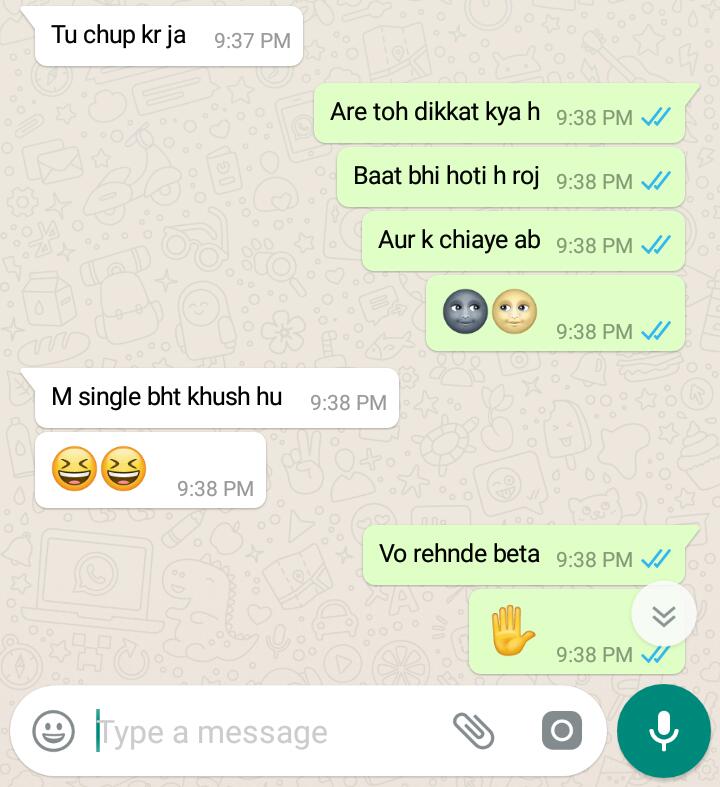 Tu chup kr ja 9:37 PM
Are toh dikkat kya h 9:38 PM
Baat bhi hoti h roj 9:38 PM
Aur k chiaye ab 9:38 PM
🌚🌝 9:38 PM
M single bht khush hu 9:38 PM
😆😆 9:38 PM
Vo rehnde beta 9:38 PM
✋ 9:38 PM
Type a message